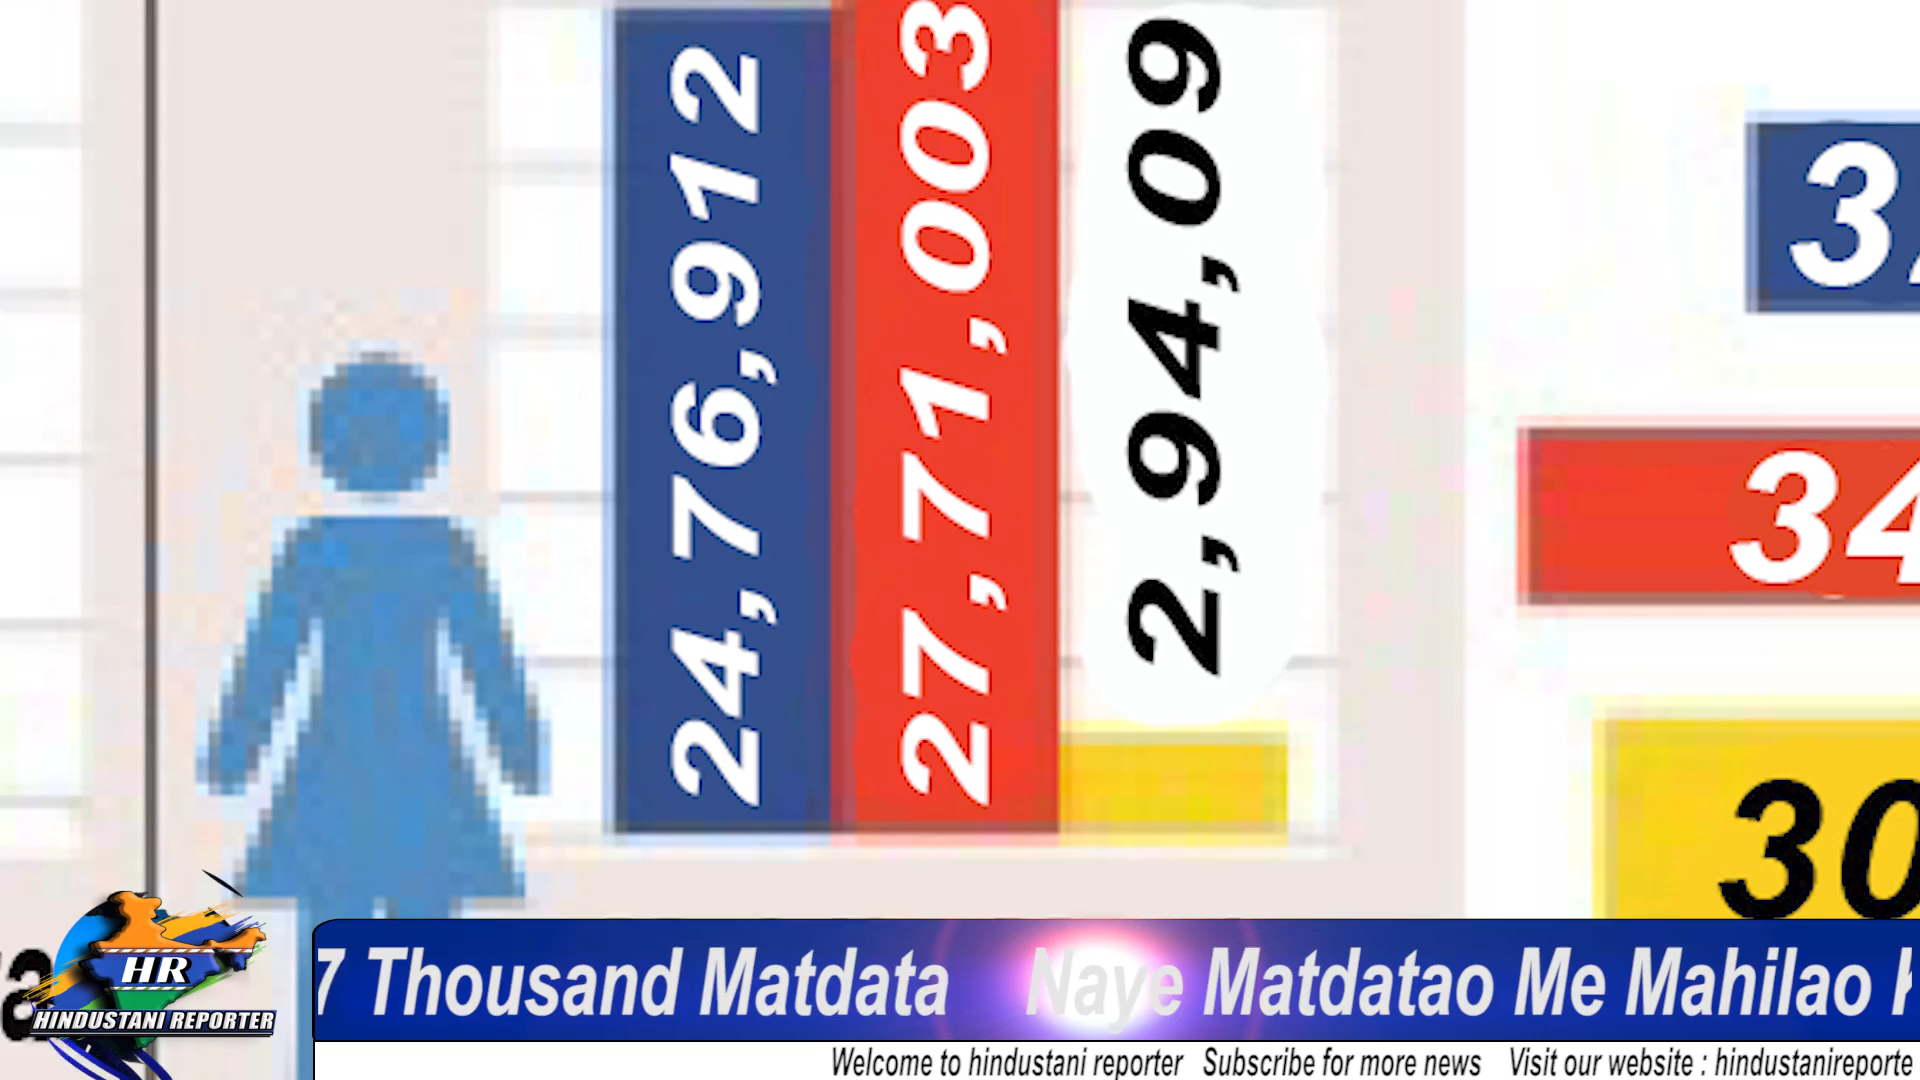 24,76,912
27,71,003
2,94,09
34
30
HR
HINDUSTANI REPORTER
7 Thousand Matdata Naye Matdatao Me Mahilao
Welcome to hindustani reporter Subscribe for more news Visit our website : hindustanireporte